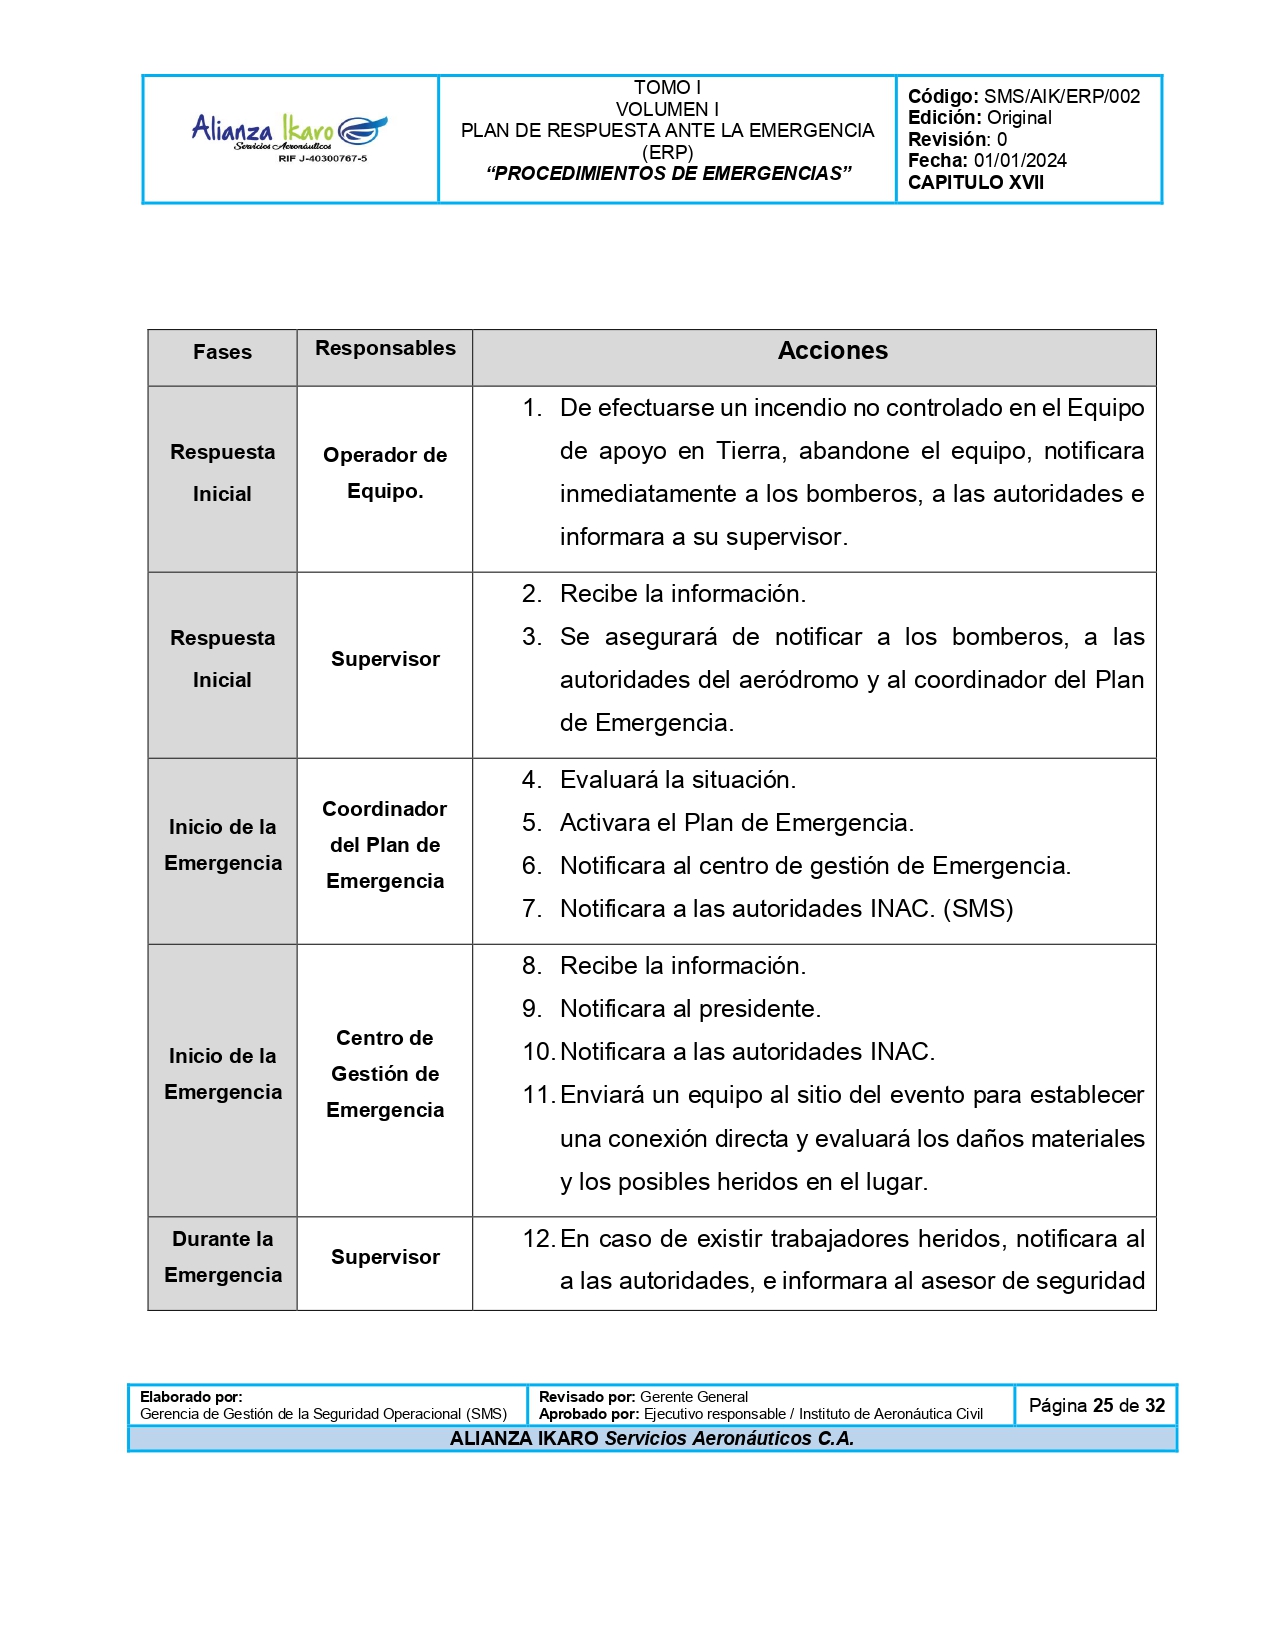 Alianza Ikaro
Servicios Aeronáuticos
RIF J-40300767-5
TOMO I
VOLUMEN I
PLAN DE RESPUESTA ANTE LA EMERGENCIA
(ERP)
“PROCEDIMIENTOS DE EMERGENCIAS”
Código: SMS/AIK/ERP/002
Edición: Original
Revisión: 0
Fecha: 01/01/2024
CAPITULO XVII
Fases
Responsables
Acciones
Respuesta
Inicial
Operador de
Equipo.
1. De efectuarse un incendio no controlado en el Equipo
de apoyo en Tierra, abandone el equipo, notificara
inmediatamente a los bomberos, a las autoridades e
informara a su supervisor.
Respuesta
Inicial
Supervisor
2. Recibe la información.
3. Se asegurará de notificar a los bomberos, a las
autoridades del aeródromo y al coordinador del Plan
de Emergencia.
Inicio de la
Emergencia
Coordinador
del Plan de
Emergencia
4. Evaluará la situación.
5. Activara el Plan de Emergencia.
6. Notificara al centro de gestión de Emergencia.
7. Notificara a las autoridades INAC. (SMS)
Inicio de la
Emergencia
Centro de
Gestión de
Emergencia
8. Recibe la información.
9. Notificara al presidente.
10. Notificara a las autoridades INAC.
11. Enviará un equipo al sitio del evento para establecer
una conexión directa y evaluará los daños materiales
y los posibles heridos en el lugar.
Durante la
Emergencia
Supervisor
12. En caso de existir trabajadores heridos, notificara al
a las autoridades, e informara al asesor de seguridad
Elaborado por:
Gerencia de Gestión de la Seguridad Operacional (SMS)
Revisado por: Gerente General
Aprobado por: Ejecutivo responsable / Instituto de Aeronáutica Civil
Página 25 de 32
ALIANZA IKARO Servicios Aeronáuticos C.A.